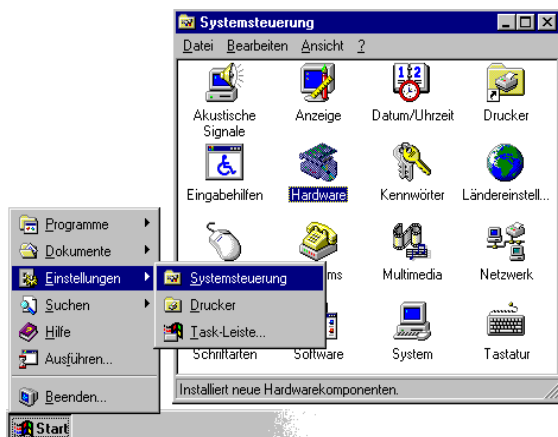 Systemsteuerung
Datei Bearbeiten Ansicht ?
Akustische
Signale
Anzeige
Datum/Uhrzeit
Drucker
Eingabehilfen
Hardware
Kennwörter
Ländereinstell...
Multimedia
Netzwerk
Schriftarten
Software
System
Tastatur
Installiert neue Hardwarekomponenten.
Programme
Dokumente
Einstellungen
Suchen
Hilfe
Ausführen...
Beenden...
Systemsteuerung
Drucker
Task-Leiste...
Start